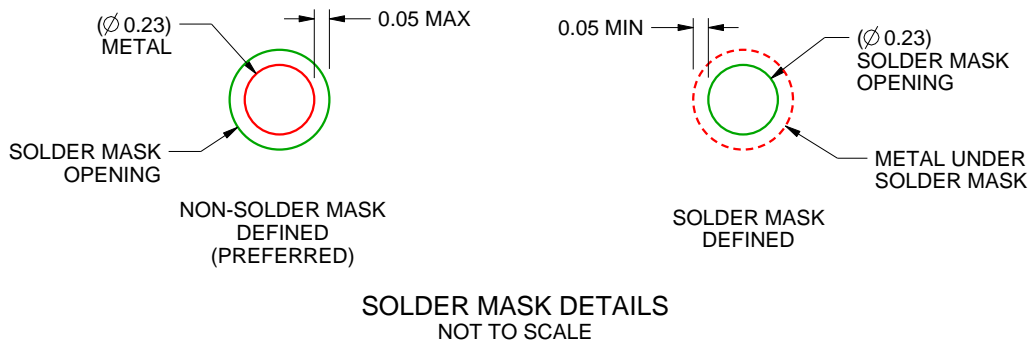 (Ø 0.23)
METAL
0.05 MAX
SOLDER MASK
OPENING
NON-SOLDER MASK
DEFINED
(PREFERRED)
0.05 MIN
(Ø 0.23)
SOLDER MASK
OPENING
METAL UNDER
SOLDER MASK
SOLDER MASK
DEFINED
SOLDER MASK DETAILS
NOT TO SCALE